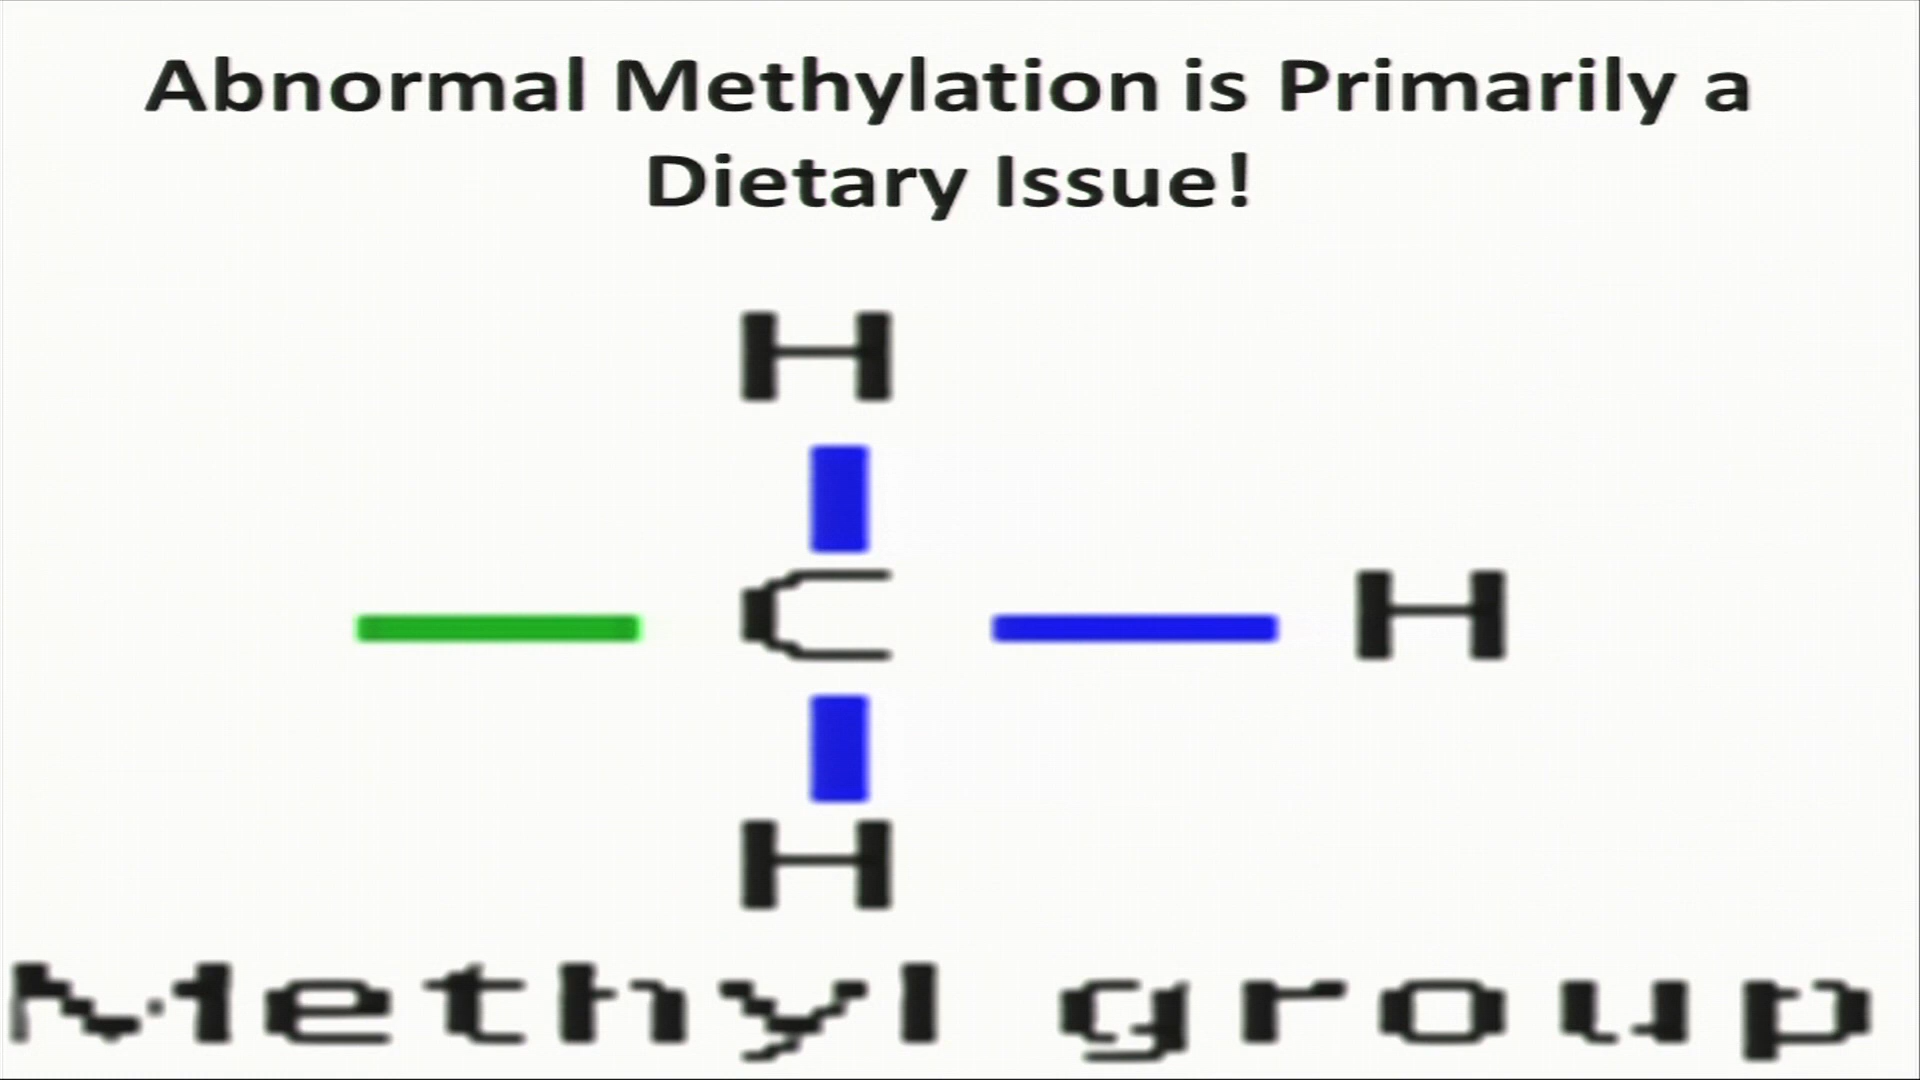 Abnormal Methylation is Primarily a
Dietary Issue!
H
C H
H
Methyl group